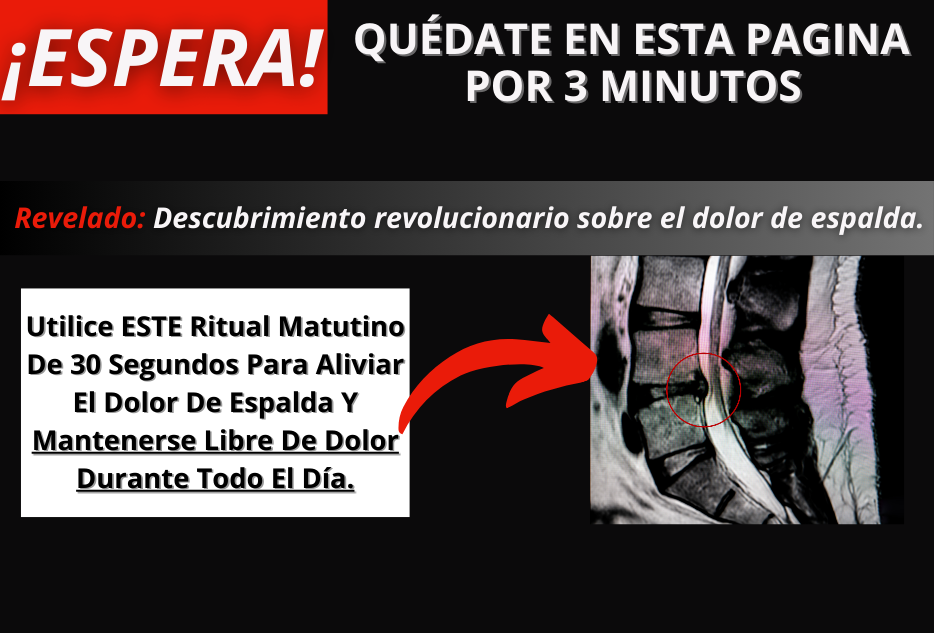 ¡ESPERA!
QUÉDATE EN ESTA PAGINA
POR 3 MINUTOS
Revelado: Descubrimiento revolucionario sobre el dolor de espalda.
Utilice ESTE Ritual Matutino
De 30 Segundos Para Aliviar
El Dolor De Espalda Y
Mantenerse Libre De Dolor
Durante Todo El Día.